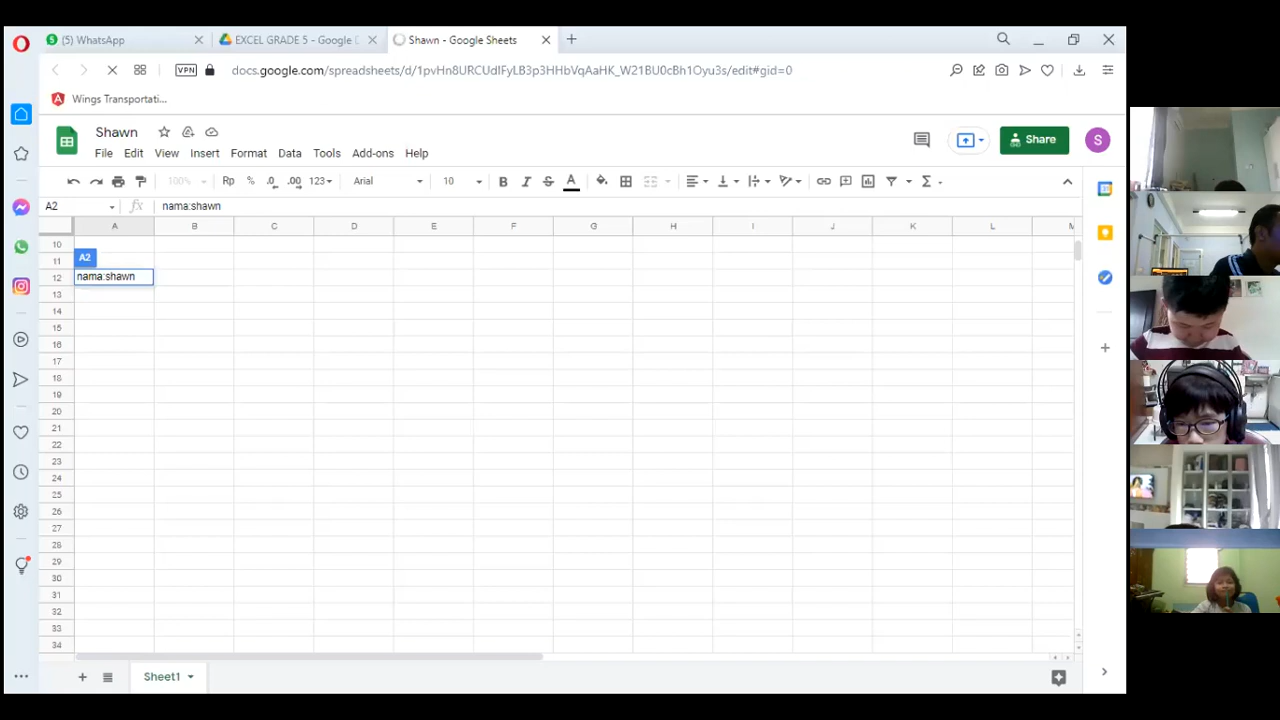 (5) WhatsApp
EXCEL GRADE 5 - Google D
Shawn - Google Sheets
VPN
docs.google.com/spreadsheets/d/1pvHn8URCUdlFyLB3p3HHbVqAaHK_W21BU0cBh1Oyu3s/edit#gid=0
Wings Transportati...
Shawn
File Edit View Insert Format Data Tools Add-ons Help
Share
S
100% Rp % .0 .00 123 Arial 10 B I S A
A2 fx nama:shawn
A B C D E F G H I J K L M
10
11 A2
12 nama:shawn
13
14
15
16
17
18
19
20
21
22
23
24
25
26
27
28
29
30
31
32
33
34
Sheet1